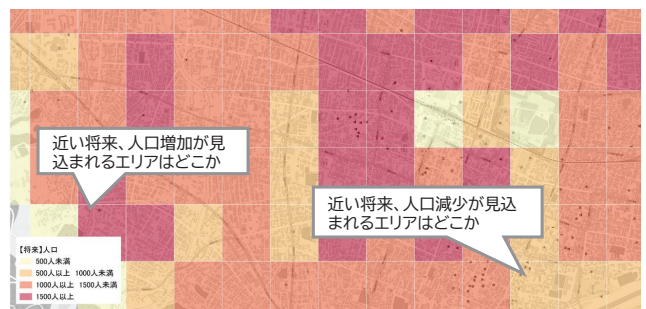 近い将来、人口増加が見
込まれるエリアはどこか
近い将来、人口減少が見込
まれるエリアはどこか
【将来】人口
500人未満
500人以上 1000人未満
1000人以上 1500人未満
1500人以上